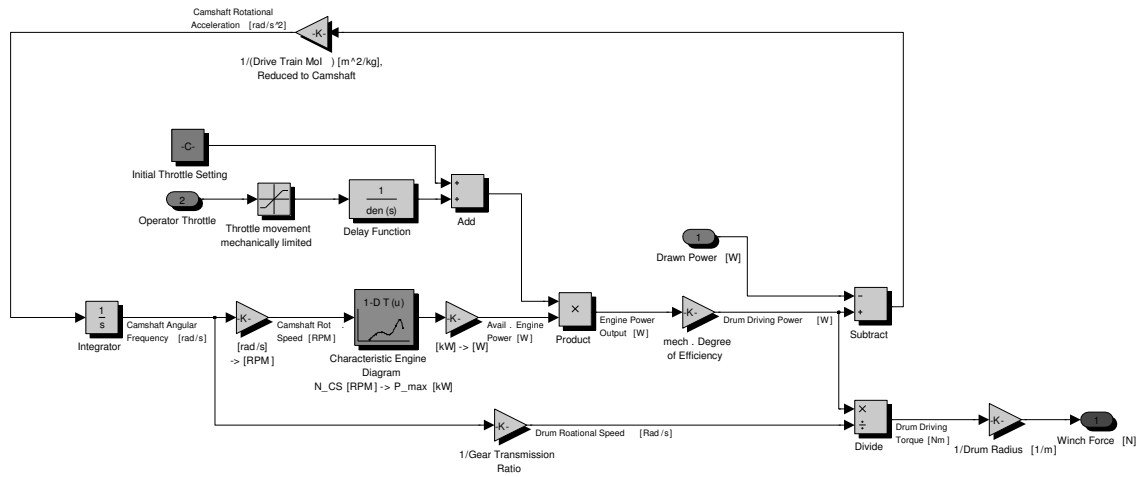 Camshaft Rotational
Acceleration [rad/s^2]
-K-
1/(Drive Train MoI ) [m^2/kg],
Reduced to Camshaft
-C-
Initial Throttle Setting
2
Operator Throttle
Throttle movement
mechanically limited
1
den(s)
Delay Function
+
+
Add
1
Drawn Power [W]
1
s
Integrator
Camshaft Angular
Frequency [rad/s]
-K-
[rad/s]
-> [RPM]
Camshaft Rot .
Speed [RPM]
1-D T(u)
Characteristic Engine
Diagram
N_CS [RPM] -> P_max [kW]
-K-
[kW] -> [W]
Avail . Engine
Power [W]
×
Product
Engine Power
Output [W]
-K-
mech . Degree
of Efficiency
Drum Driving Power [W]
−
+
Subtract
-K-
1/Gear Transmission
Ratio
Drum Roational Speed [Rad/s]
×
÷
Divide
Drum Driving
Torque [Nm]
-K-
1/Drum Radius [1/m]
1
Winch Force [N]